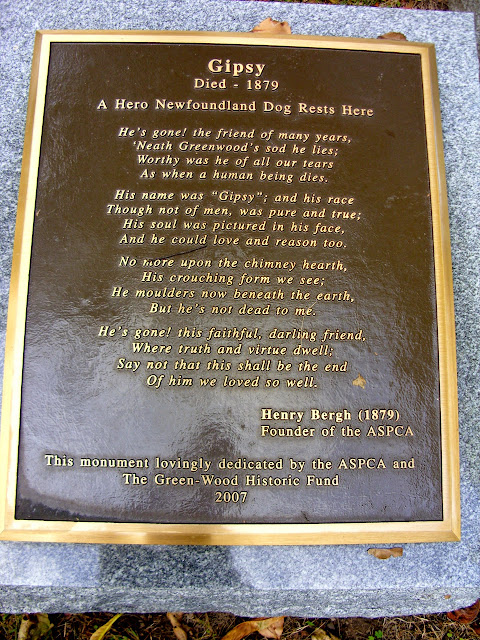 Gipsy
Died - 1879
A Hero Newfoundland Dog Rests Here
He's gone! the friend of many years,
'Neath Greenwood's sod he lies;
Worthy was he of all our tears
As when a human being dies.
His name was "Gipsy"; and his race
Though not of men, was pure and true;
His soul was pictured in his face,
And he could love and reason too.
No more upon the chimney hearth,
His crouching form we see;
He moulders now beneath the earth,
But he's not dead to me.
He's gone! this faithful, darling friend,
Where truth and virtue dwell;
Say not that this shall be the end
Of him we loved so well.
Henry Bergh (1879)
Founder of the ASPCA
This monument lovingly dedicated by the ASPCA and
The Green-Wood Historic Fund
2007